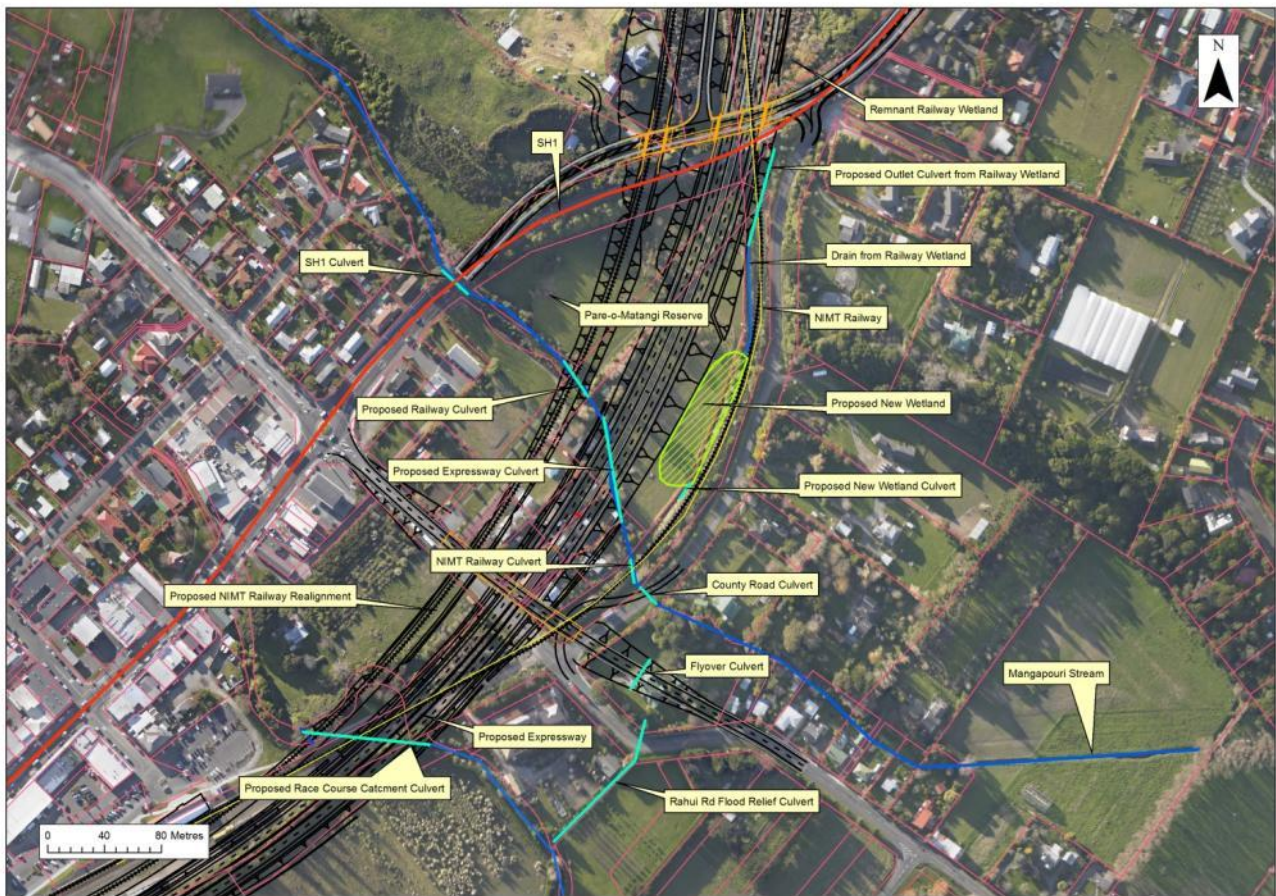 N
Remnant Railway Wetland
SH1
Proposed Outlet Culvert from Railway Wetland
Drain from Railway Wetland
SH1 Culvert
Pare-o-Matangi Reserve
NIMT Railway
Proposed Railway Culvert
Proposed New Wetland
Proposed Expressway Culvert
Proposed New Wetland Culvert
NIMT Railway Culvert
County Road Culvert
Proposed NIMT Railway Realignment
Flyover Culvert
Mangapouri Stream
Proposed Expressway
Proposed Race Course Catcment Culvert
Rahui Rd Flood Relief Culvert
0 40 80 Metres